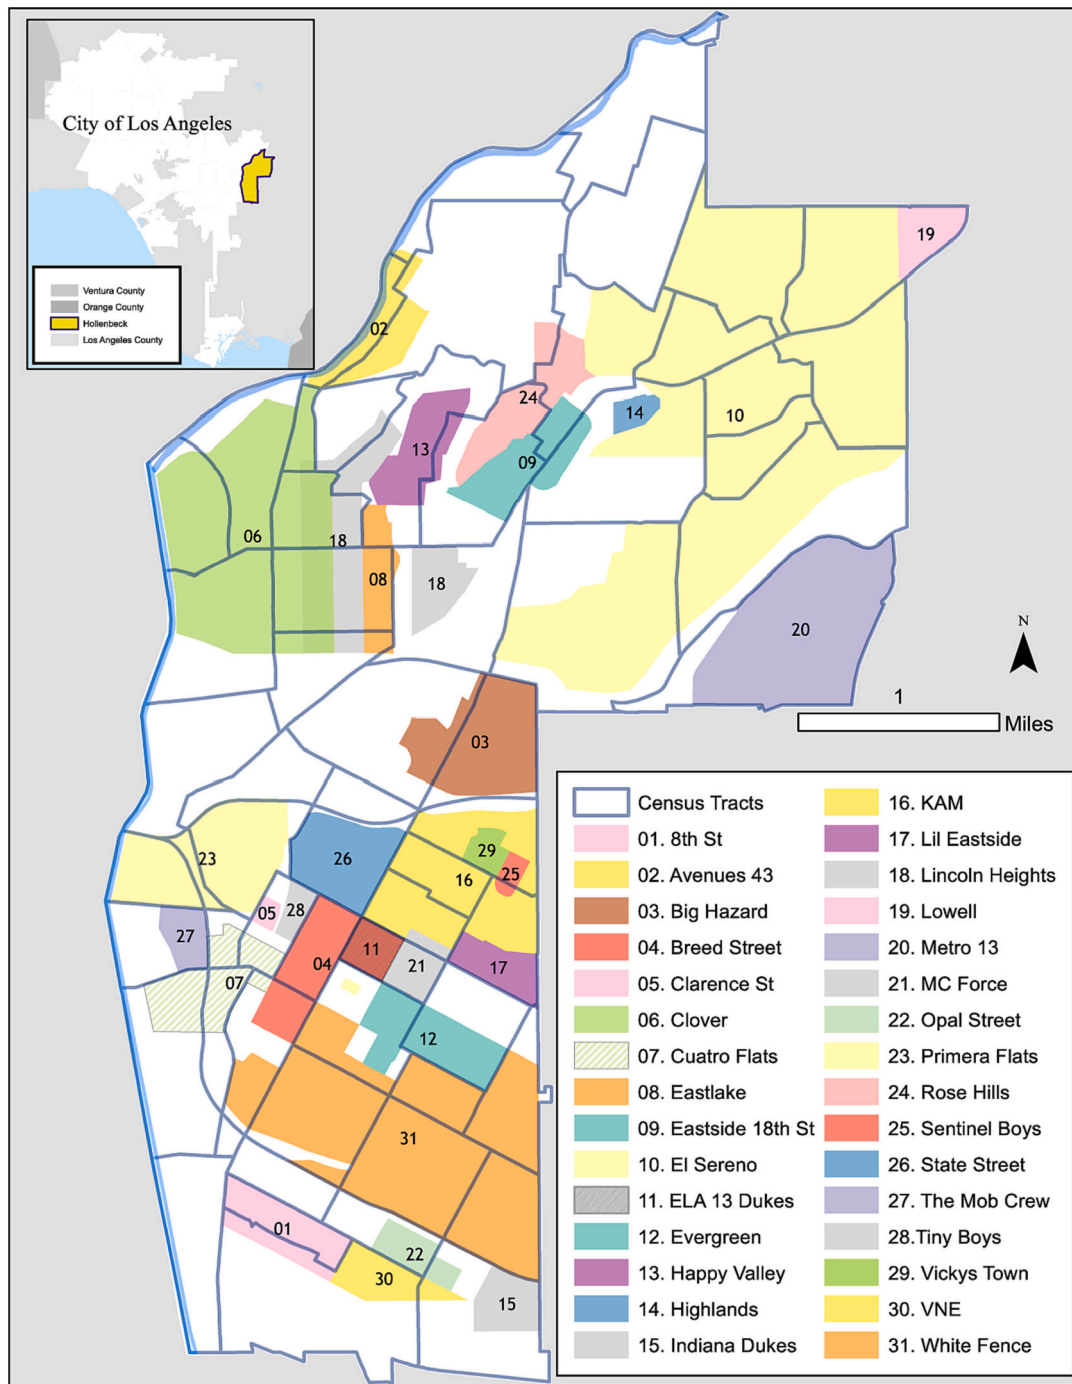 City of Los Angeles
Ventura County
Orange County
Hollenbeck
Los Angeles County
19
02
24
14
10
13
09
06
18
08
18
20
N
1
Miles
03
29
23
26
16
25
05
28
27
11
04
21
17
07
12
31
01
22
30
15
Census Tracts
01. 8th St
02. Avenues 43
03. Big Hazard
04. Breed Street
05. Clarence St
06. Clover
07. Cuatro Flats
08. Eastlake
09. Eastside 18th St
10. El Sereno
11. ELA 13 Dukes
12. Evergreen
13. Happy Valley
14. Highlands
15. Indiana Dukes
16. KAM
17. Lil Eastside
18. Lincoln Heights
19. Lowell
20. Metro 13
21. MC Force
22. Opal Street
23. Primera Flats
24. Rose Hills
25. Sentinel Boys
26. State Street
27. The Mob Crew
28.Tiny Boys
29. Vickys Town
30. VNE
31. White Fence